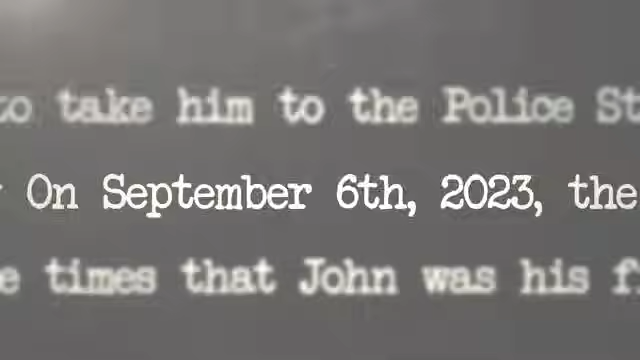 to take him to the Police St
On September 6th, 2023, the
e times that John was his f